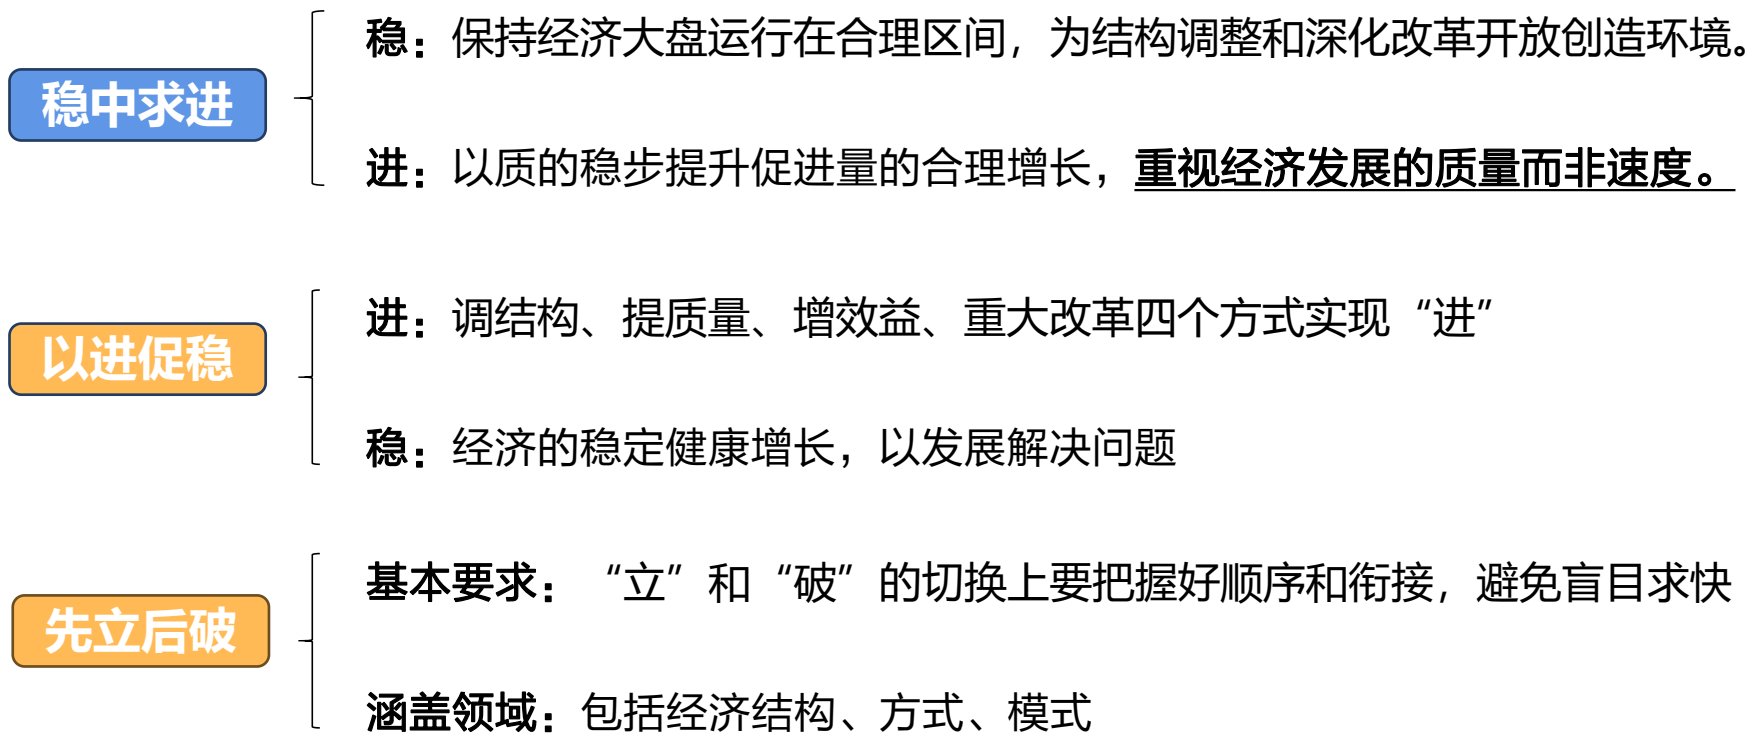 稳中求进
稳：保持经济大盘运行在合理区间，为结构调整和深化改革开放创造环境。
进：以质的稳步提升促进量的合理增长，重视经济发展的质量而非速度。
以进促稳
进：调结构、提质量、增效益、重大改革四个方式实现“进”
稳：经济的稳定健康增长，以发展解决问题
先立后破
基本要求：“立”和“破”的切换上要把握好顺序和衔接，避免盲目求快
涵盖领域：包括经济结构、方式、模式